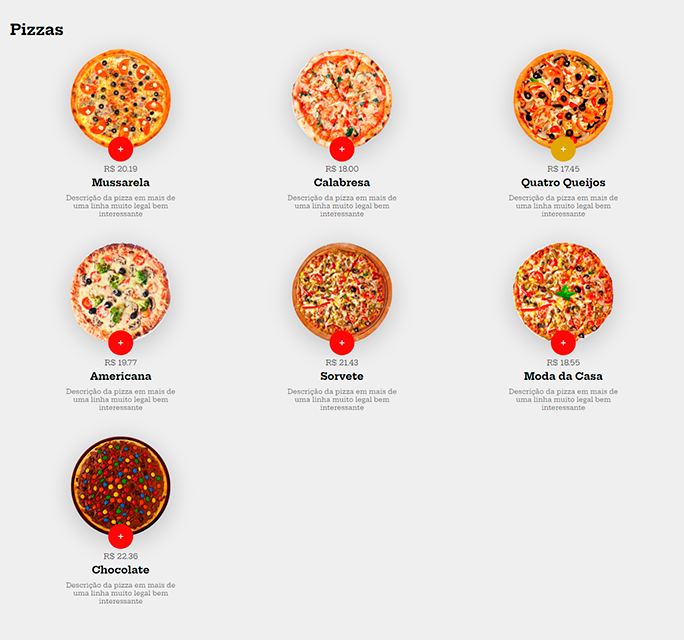 Pizzas
+
R$ 20.19
Mussarela
Descrição da pizza em mais de
uma linha muito legal bem
interessante
+
R$ 18.00
Calabresa
Descrição da pizza em mais de
uma linha muito legal bem
interessante
+
R$ 17.45
Quatro Queijos
Descrição da pizza em mais de
uma linha muito legal bem
interessante
+
R$ 19.77
Americana
Descrição da pizza em mais de
uma linha muito legal bem
interessante
+
R$ 21.43
Sorvete
Descrição da pizza em mais de
uma linha muito legal bem
interessante
+
R$ 18.55
Moda da Casa
Descrição da pizza em mais de
uma linha muito legal bem
interessante
+
R$ 22.36
Chocolate
Descrição da pizza em mais de
uma linha muito legal bem
interessante